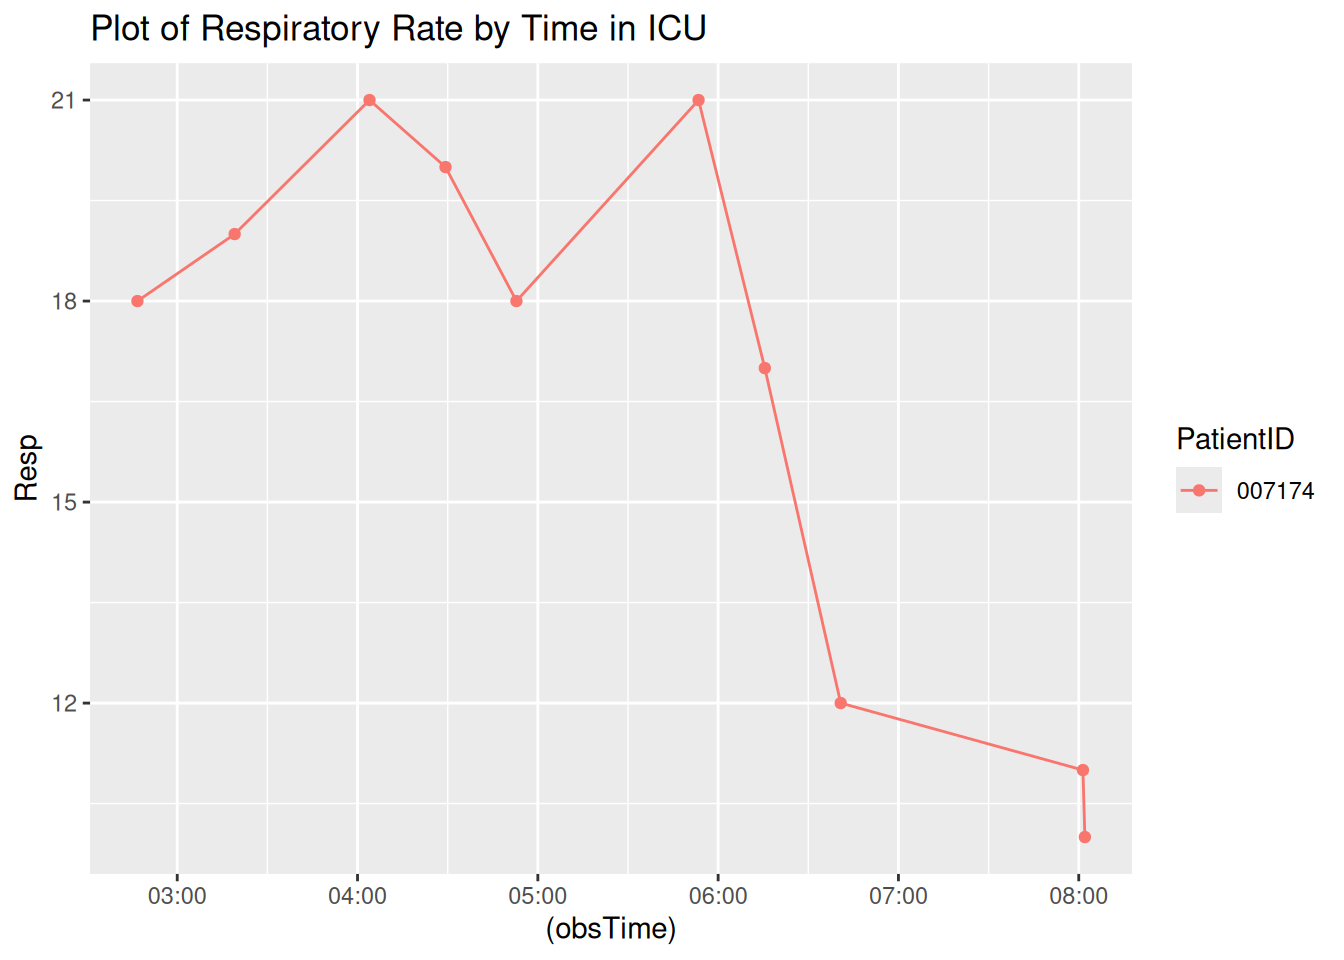 Plot of Respiratory Rate by Time in ICU
21
18
15
12
Resp
03:00 04:00 05:00 06:00 07:00 08:00
(obsTime)
PatientID
007174